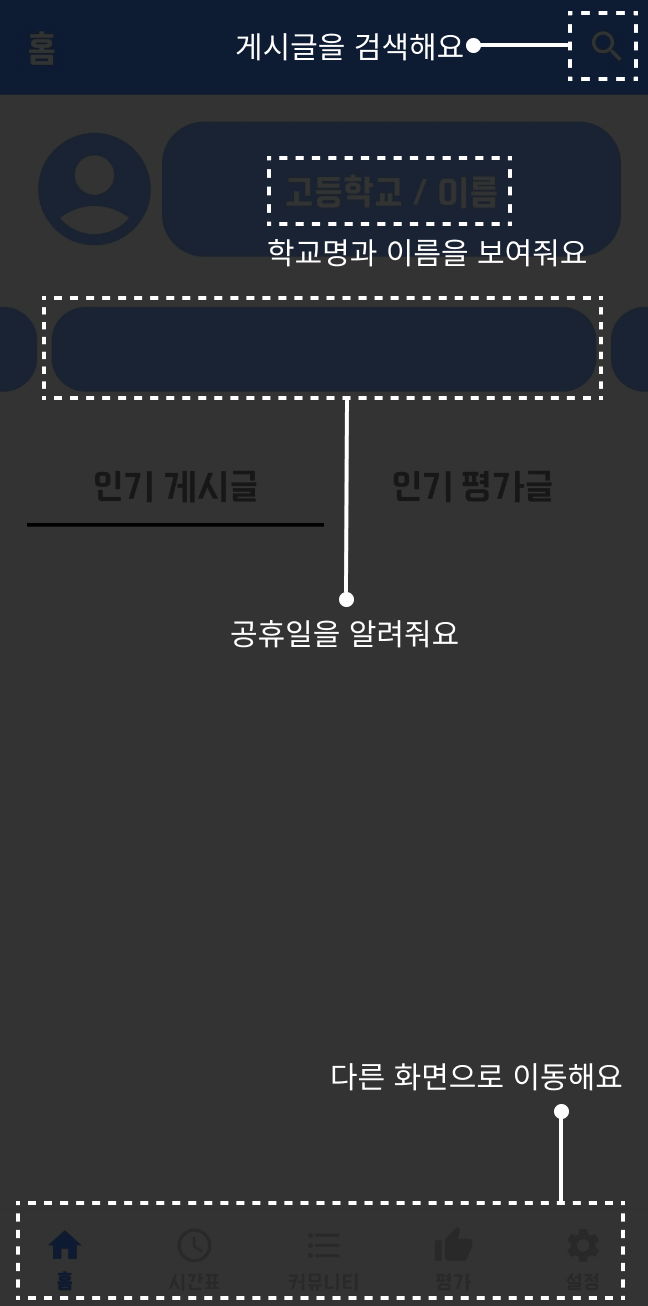 홈
게시글을 검색해요
고등학교 / 이름
학교명과 이름을 보여줘요
인기 게시글 인기 평가글
공휴일을 알려줘요
다른 화면으로 이동해요
홈 시간표 커뮤니티 평가 설정